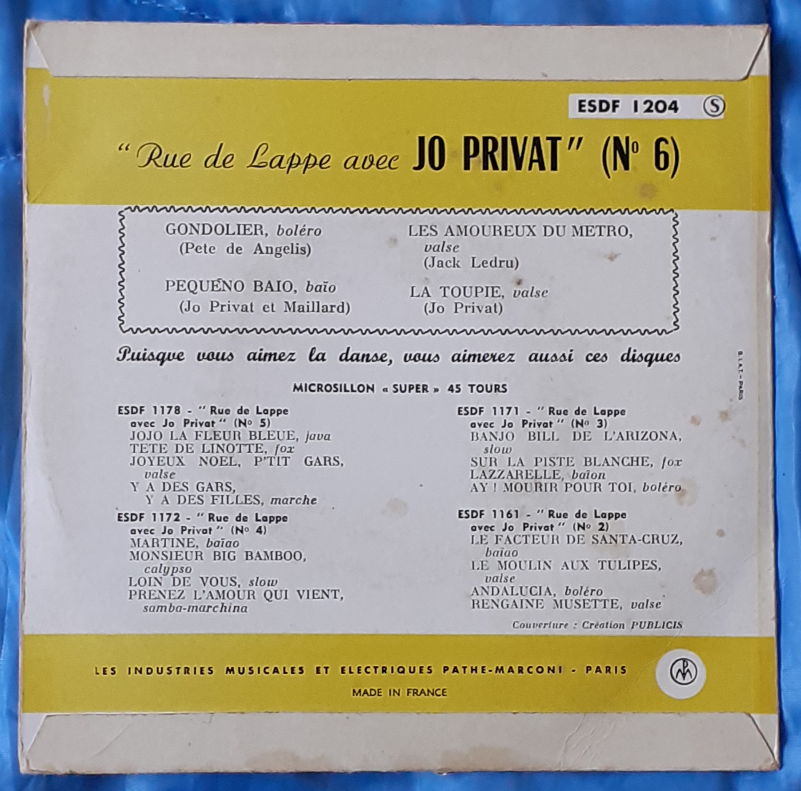 ESDF 1204 Ⓢ
“Rue de Lappe avec JO PRIVAT” (Nº 6)
GONDOLIER, boléro
(Pete de Angelis)
PEQUENO BAIO, baïo
(Jo Privat et Maillard)
LES AMOUREUX DU METRO,
valse
(Jack Ledru)
LA TOUPIE, valse
(Jo Privat)
Puisque vous aimez la danse, vous aimerez aussi ces disques
MICROSILLON « SUPER » 45 TOURS
ESDF 1178 - “Rue de Lappe
avec Jo Privat” (Nº 5)
JOJO LA FLEUR BLEUE, java
TETE DE LINOTTE, fox
JOYEUX NOEL, P'TIT GARS,
valse
Y A DES GARS,
Y A DES FILLES, marche
ESDF 1172 - “Rue de Lappe
avec Jo Privat” (Nº 4)
MARTINE, baïao
MONSIEUR BIG BAMBOO,
calypso
LOIN DE VOUS, slow
PRENEZ L'AMOUR QUI VIENT,
samba-marchina
ESDF 1171 - “Rue de Lappe
avec Jo Privat” (Nº 3)
BANJO BILL DE L'ARIZONA,
slow
SUR LA PISTE BLANCHE, fox
LAZZARELLE, baïon
AY ! MOURIR POUR TOI, boléro
ESDF 1161 - “Rue de Lappe
avec Jo Privat” (Nº 2)
LE FACTEUR DE SANTA-CRUZ,
baïao
LE MOULIN AUX TULIPES,
valse
ANDALUCIA, boléro
RENGAINE MUSETTE, valse
Couverture : Création PUBLICIS
S.I.A.T. - PARIS
LES INDUSTRIES MUSICALES ET ELECTRIQUES PATHE-MARCONI - PARIS
MADE IN FRANCE